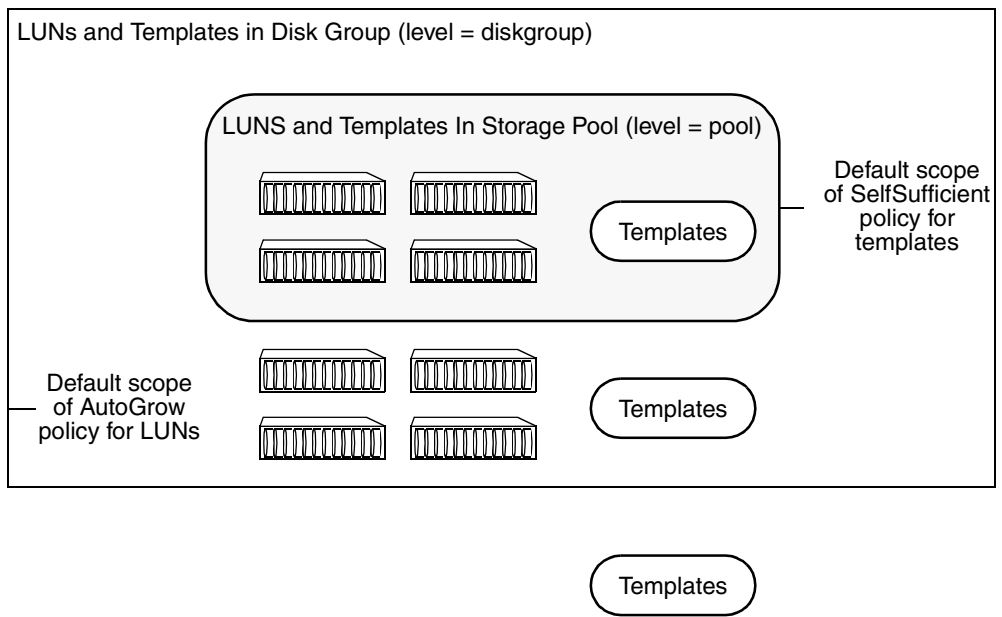 LUNs and Templates in Disk Group (level = diskgroup)
LUNS and Templates In Storage Pool (level = pool)
Default scope
of SelfSufficient
policy for
templates
Templates
Default scope
of AutoGrow
policy for LUNs
Templates
Templates